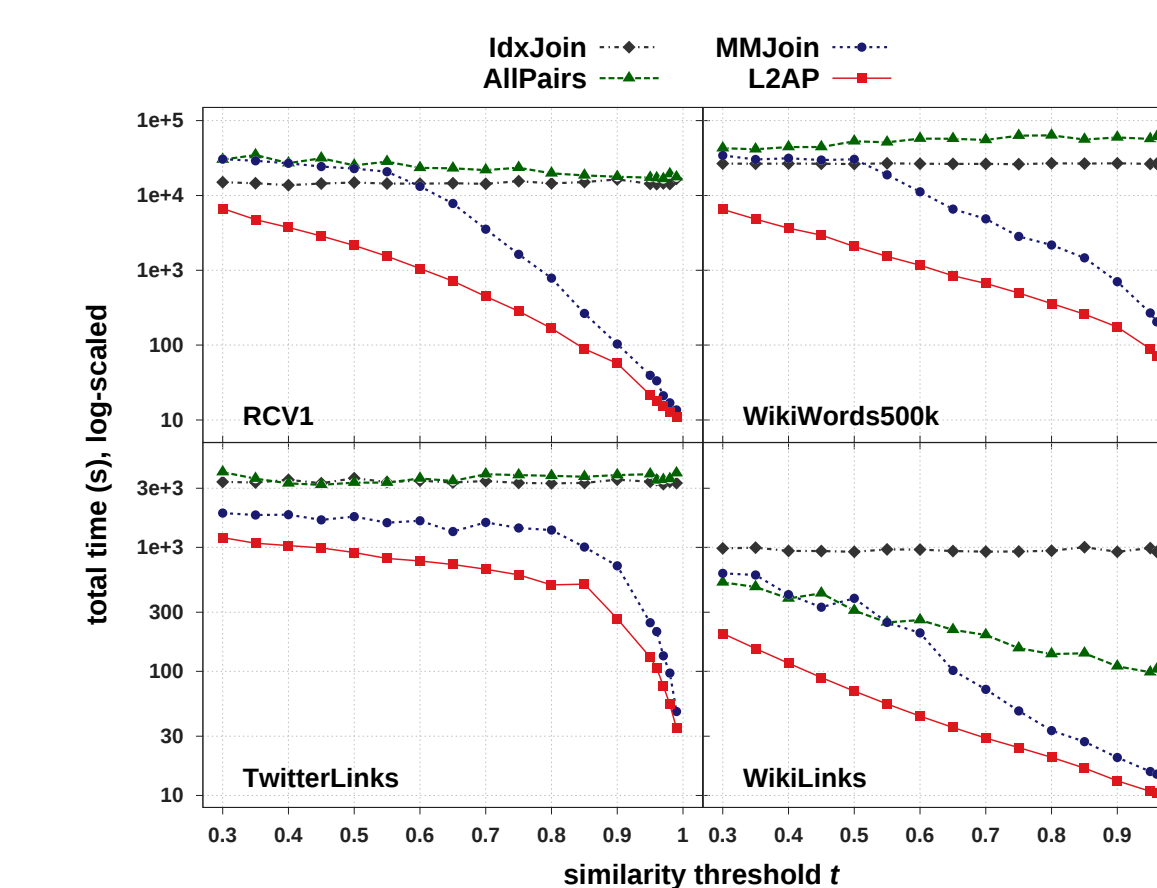 IdxJoin MMJoin
AllPairs L2AP
total time (s), log-scaled
1e+5
1e+4
1e+3
100
10
RCV1 WikiWords500k
3e+3
1e+3
300
100
30
10
TwitterLinks WikiLinks
0.3 0.4 0.5 0.6 0.7 0.8 0.9 1 0.3 0.4 0.5 0.6 0.7 0.8 0.9
similarity threshold t